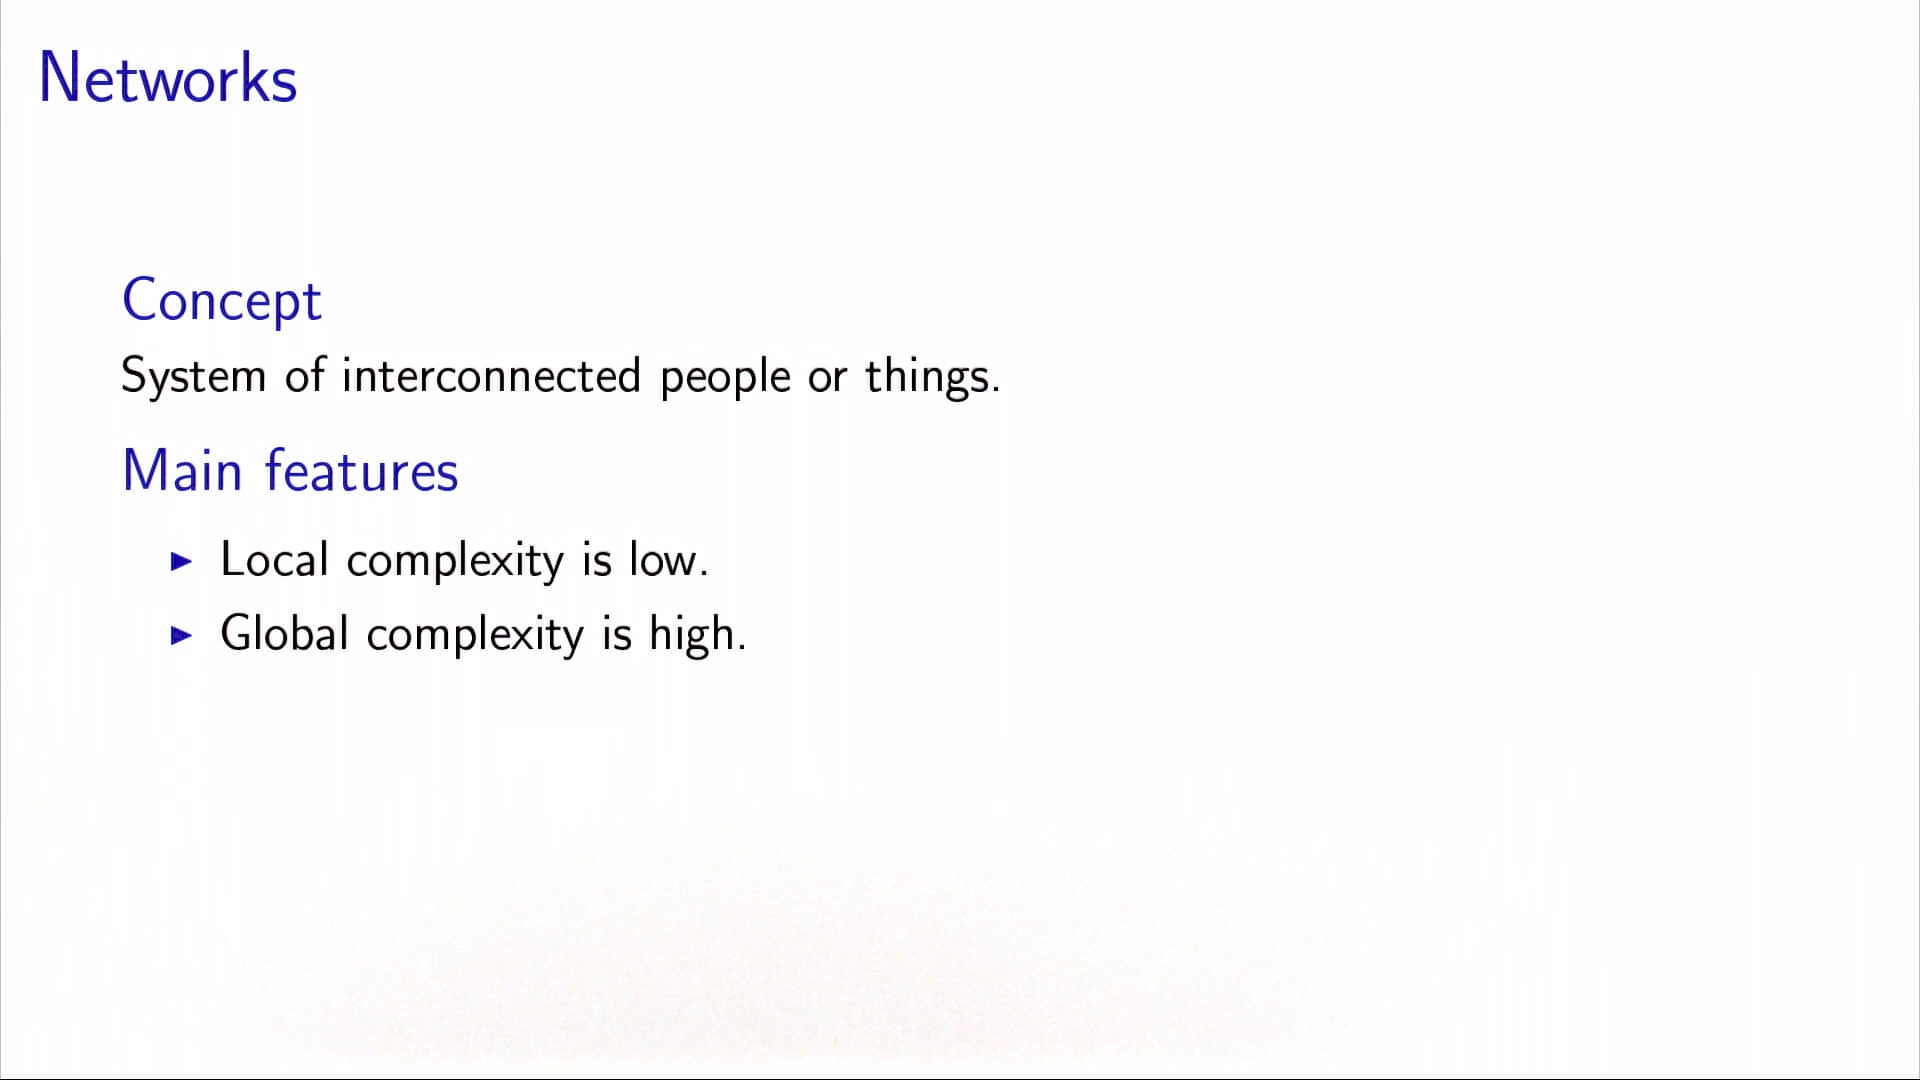 Networks
Concept
System of interconnected people or things.
Main features
▶ Local complexity is low.
▶ Global complexity is high.